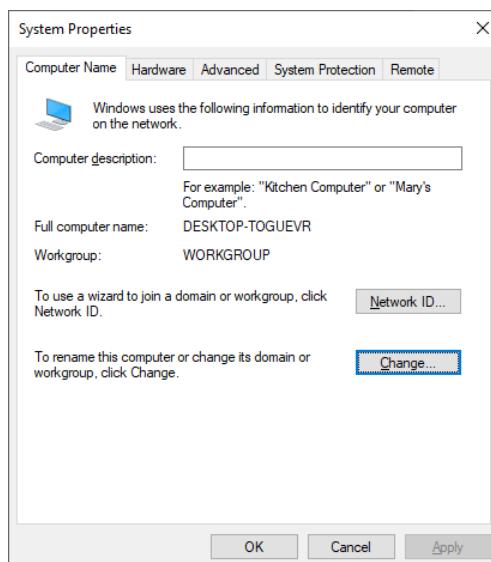 System Properties
Computer Name Hardware Advanced System Protection Remote
Windows uses the following information to identify your computer
on the network.
Computer description:
For example: "Kitchen Computer" or "Mary's
Computer".
Full computer name: DESKTOP-TOGUEVR
Workgroup: WORKGROUP
To use a wizard to join a domain or workgroup, click
Network ID.
Network ID...
To rename this computer or change its domain or
workgroup, click Change.
Change...
OK Cancel Apply